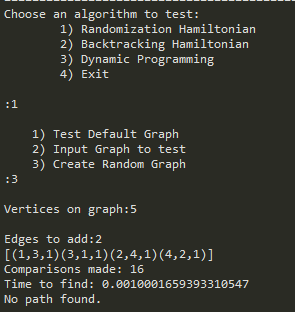 Choose an algorithm to test:
1) Randomization Hamiltonian
2) Backtracking Hamiltonian
3) Dynamic Programming
4) Exit
:1
1) Test Default Graph
2) Input Graph to test
3) Create Random Graph
:3
Vertices on graph:5
Edges to add:2
[(1,3,1)(3,1,1)(2,4,1)(4,2,1)]
Comparisons made: 16
Time to find: 0.0010001659393310547
No path found.